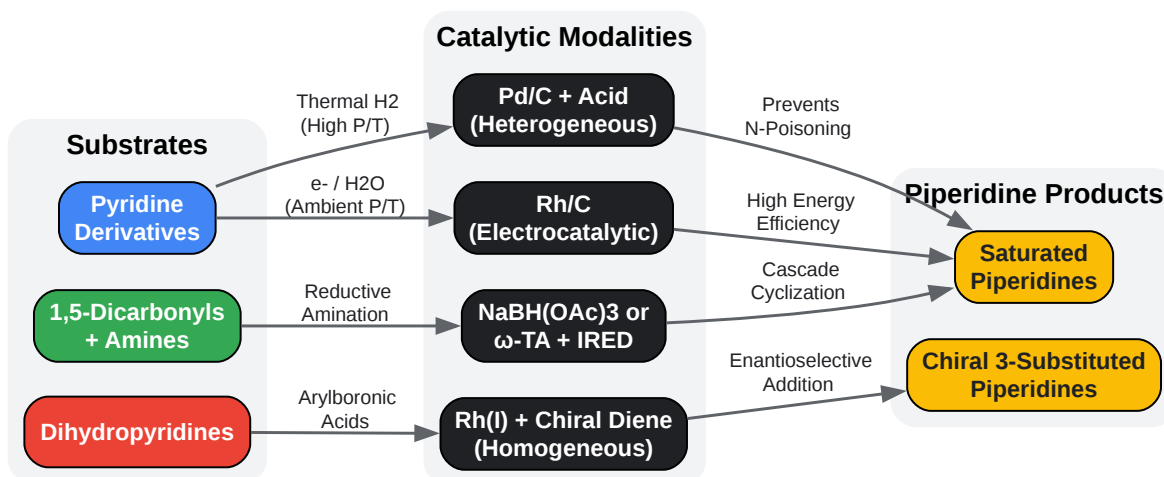 Catalytic Modalities
Substrates
Piperidine Products
Pyridine
Derivatives
1,5-Dicarbonyls
+ Amines
Dihydropyridines
Thermal H2
(High P/T)
e- / H2O
(Ambient P/T)
Reductive
Amination
Arylboronic
Acids
Pd/C + Acid
(Heterogeneous)
Rh/C
(Electrocatalytic)
NaBH(OAc)3 or
ω-TA + IRED
Rh(I) + Chiral Diene
(Homogeneous)
Prevents
N-Poisoning
High Energy
Efficiency
Cascade
Cyclization
Enantioselective
Addition
Saturated
Piperidines
Chiral 3-Substituted
Piperidines